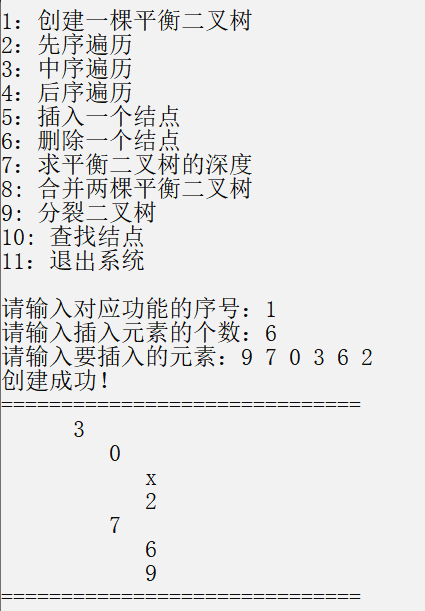 1: 创建一棵平衡二叉树
2: 先序遍历
3: 中序遍历
4: 后序遍历
5: 插入一个结点
6: 删除一个结点
7: 求平衡二叉树的深度
8: 合并两棵平衡二叉树
9: 分裂二叉树
10: 查找结点
11: 退出系统
请输入对应功能的序号: 1
请输入插入元素的个数: 6
请输入要插入的元素: 9 7 0 3 6 2
创建成功!
==============================
3
0
x
2
7
6
9
==============================